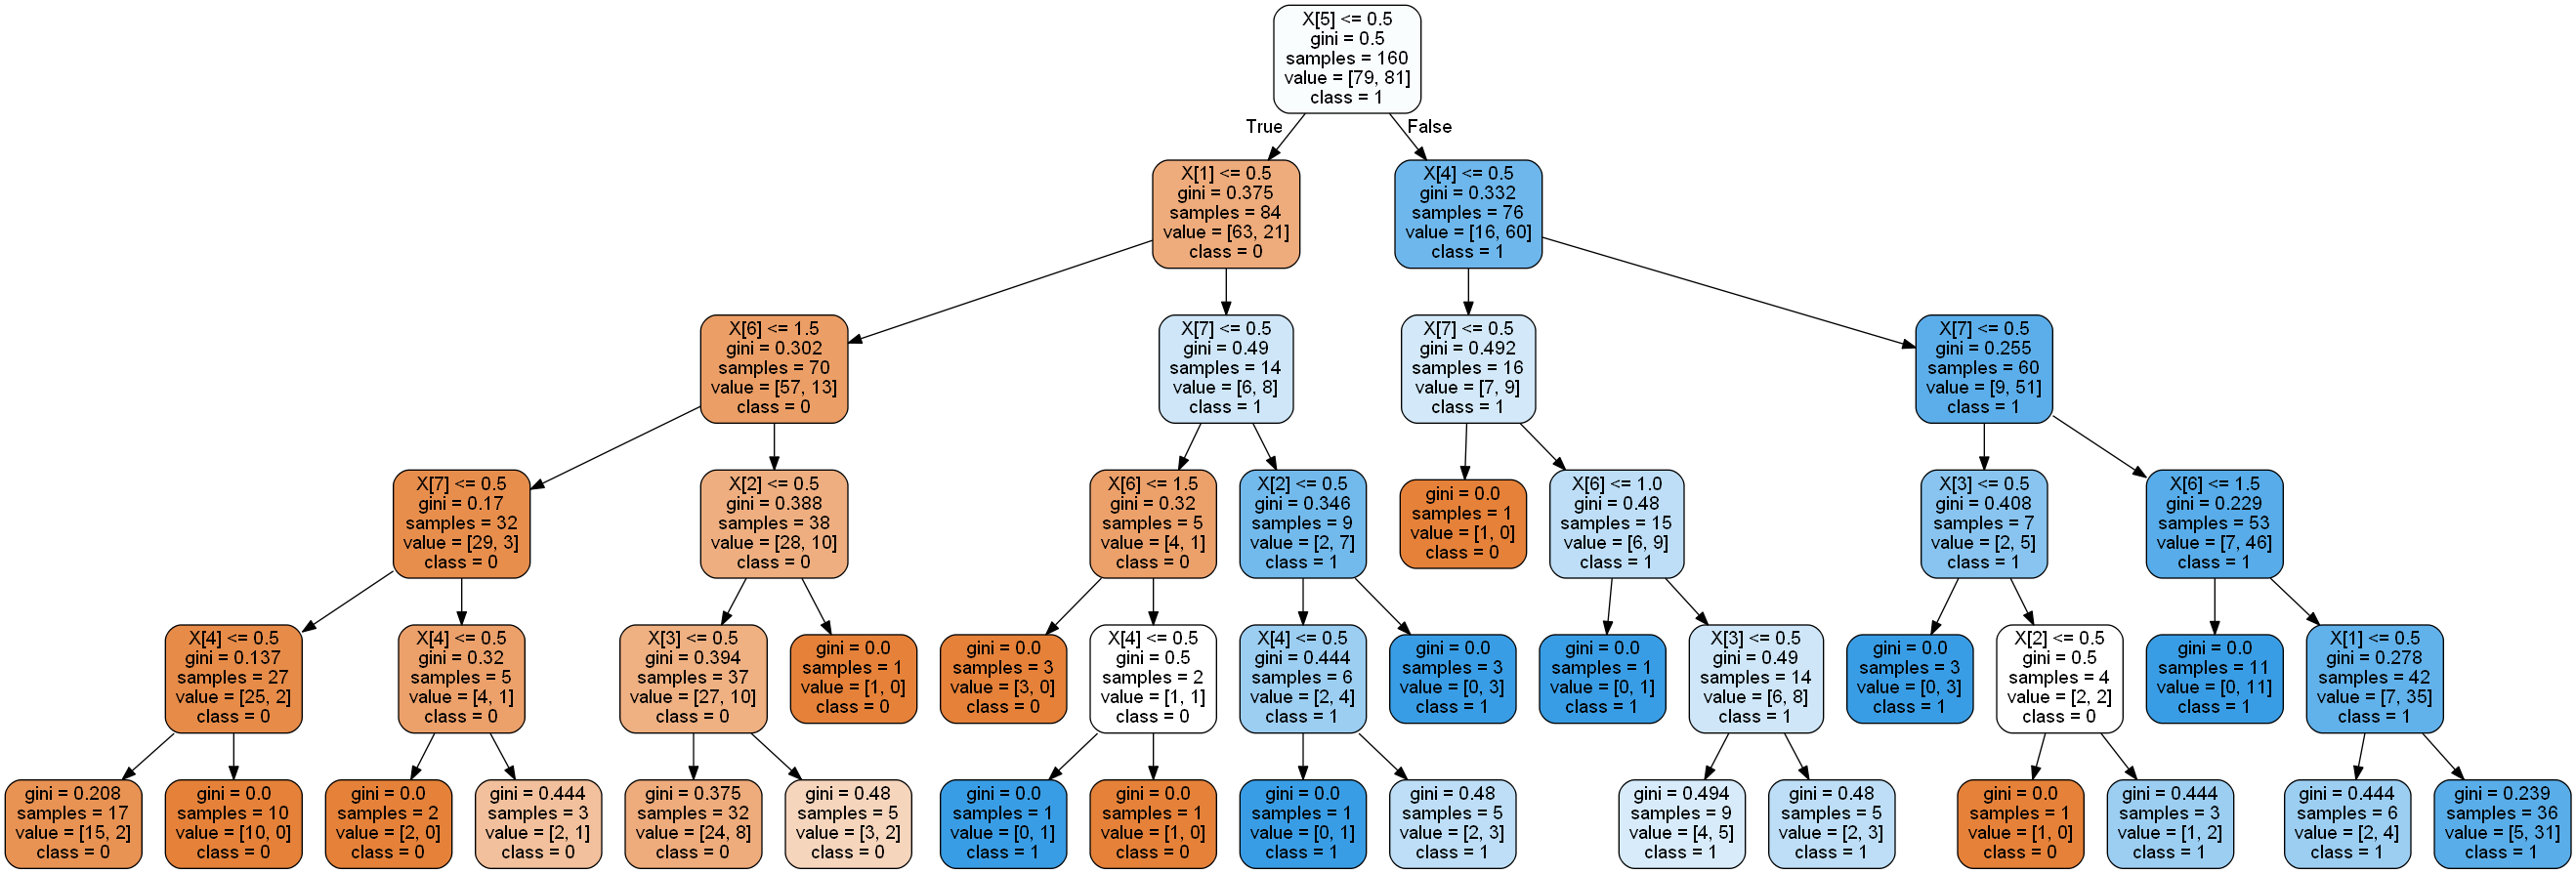 X[5] <= 0.5
gini = 0.5
samples = 160
value = [79, 81]
class = 1
True
False
X[1] <= 0.5
gini = 0.375
samples = 84
value = [63, 21]
class = 0
X[4] <= 0.5
gini = 0.332
samples = 76
value = [16, 60]
class = 1
X[6] <= 1.5
gini = 0.302
samples = 70
value = [57, 13]
class = 0
X[7] <= 0.5
gini = 0.49
samples = 14
value = [6, 8]
class = 1
X[7] <= 0.5
gini = 0.492
samples = 16
value = [7, 9]
class = 1
X[7] <= 0.5
gini = 0.255
samples = 60
value = [9, 51]
class = 1
X[7] <= 0.5
gini = 0.17
samples = 32
value = [29, 3]
class = 0
X[2] <= 0.5
gini = 0.388
samples = 38
value = [28, 10]
class = 0
X[6] <= 1.5
gini = 0.32
samples = 5
value = [4, 1]
class = 0
X[2] <= 0.5
gini = 0.346
samples = 9
value = [2, 7]
class = 1
gini = 0.0
samples = 1
value = [1, 0]
class = 0
X[6] <= 1.0
gini = 0.48
samples = 15
value = [6, 9]
class = 1
X[3] <= 0.5
gini = 0.408
samples = 7
value = [2, 5]
class = 1
X[6] <= 1.5
gini = 0.229
samples = 53
value = [7, 46]
class = 1
X[4] <= 0.5
gini = 0.137
samples = 27
value = [25, 2]
class = 0
X[4] <= 0.5
gini = 0.32
samples = 5
value = [4, 1]
class = 0
X[3] <= 0.5
gini = 0.394
samples = 37
value = [27, 10]
class = 0
gini = 0.0
samples = 1
value = [1, 0]
class = 0
gini = 0.0
samples = 3
value = [3, 0]
class = 0
X[4] <= 0.5
gini = 0.5
samples = 2
value = [1, 1]
class = 0
X[4] <= 0.5
gini = 0.444
samples = 6
value = [2, 4]
class = 1
gini = 0.0
samples = 3
value = [0, 3]
class = 1
gini = 0.0
samples = 1
value = [0, 1]
class = 1
X[3] <= 0.5
gini = 0.49
samples = 14
value = [6, 8]
class = 1
gini = 0.0
samples = 3
value = [0, 3]
class = 1
X[2] <= 0.5
gini = 0.5
samples = 4
value = [2, 2]
class = 0
gini = 0.0
samples = 11
value = [0, 11]
class = 1
X[1] <= 0.5
gini = 0.278
samples = 42
value = [7, 35]
class = 1
gini = 0.208
samples = 17
value = [15, 2]
class = 0
gini = 0.0
samples = 10
value = [10, 0]
class = 0
gini = 0.0
samples = 2
value = [2, 0]
class = 0
gini = 0.444
samples = 3
value = [2, 1]
class = 0
gini = 0.375
samples = 32
value = [24, 8]
class = 0
gini = 0.48
samples = 5
value = [3, 2]
class = 0
gini = 0.0
samples = 1
value = [0, 1]
class = 1
gini = 0.0
samples = 1
value = [1, 0]
class = 0
gini = 0.0
samples = 1
value = [0, 1]
class = 1
gini = 0.48
samples = 5
value = [2, 3]
class = 1
gini = 0.494
samples = 9
value = [4, 5]
class = 1
gini = 0.48
samples = 5
value = [2, 3]
class = 1
gini = 0.0
samples = 1
value = [1, 0]
class = 0
gini = 0.444
samples = 3
value = [1, 2]
class = 1
gini = 0.444
samples = 6
value = [2, 4]
class = 1
gini = 0.239
samples = 36
value = [5, 31]
class = 1